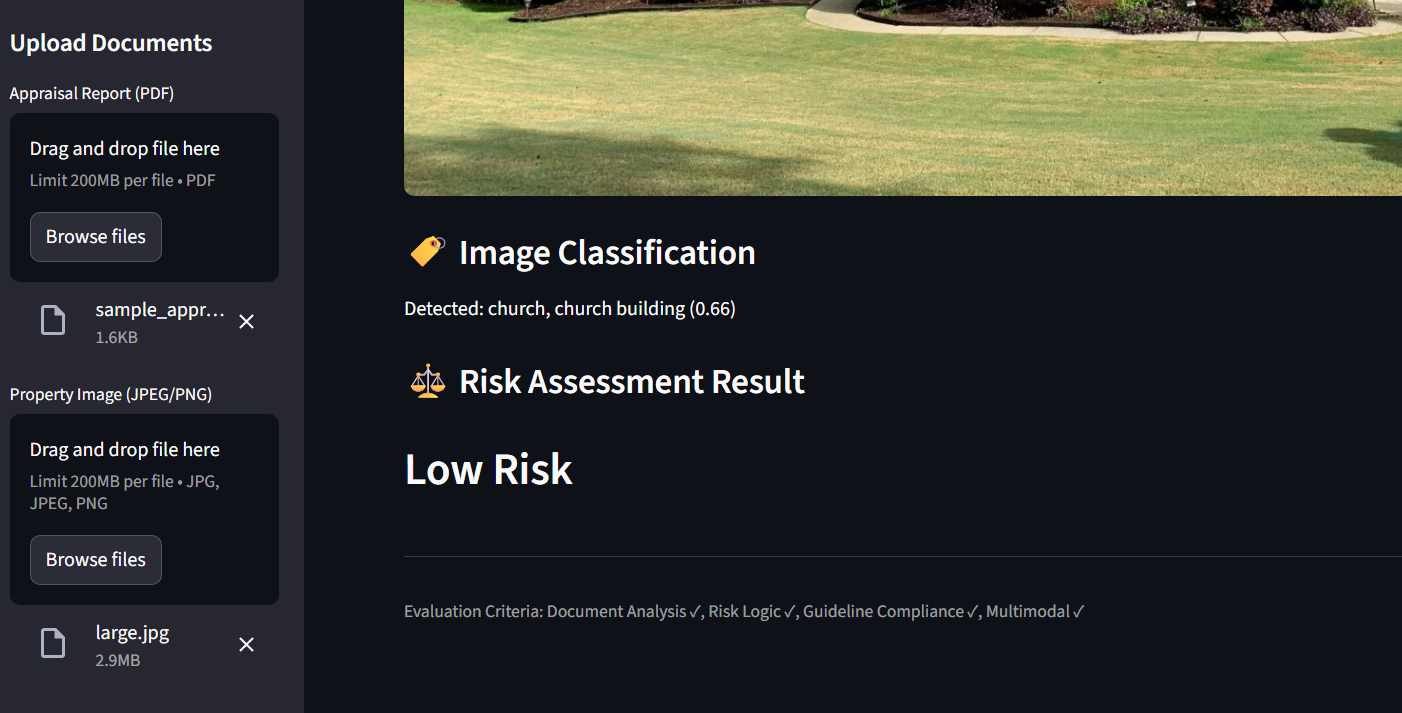 Upload Documents
Appraisal Report (PDF)
Drag and drop file here
Limit 200MB per file • PDF
Browse files
sample_appr...
1.6KB
Property Image (JPEG/PNG)
Drag and drop file here
Limit 200MB per file • JPG,
JPEG, PNG
Browse files
large.jpg
2.9MB
Image Classification
Detected: church, church building (0.66)
Risk Assessment Result
Low Risk
Evaluation Criteria: Document Analysis ✓, Risk Logic ✓, Guideline Compliance ✓, Multimodal ✓